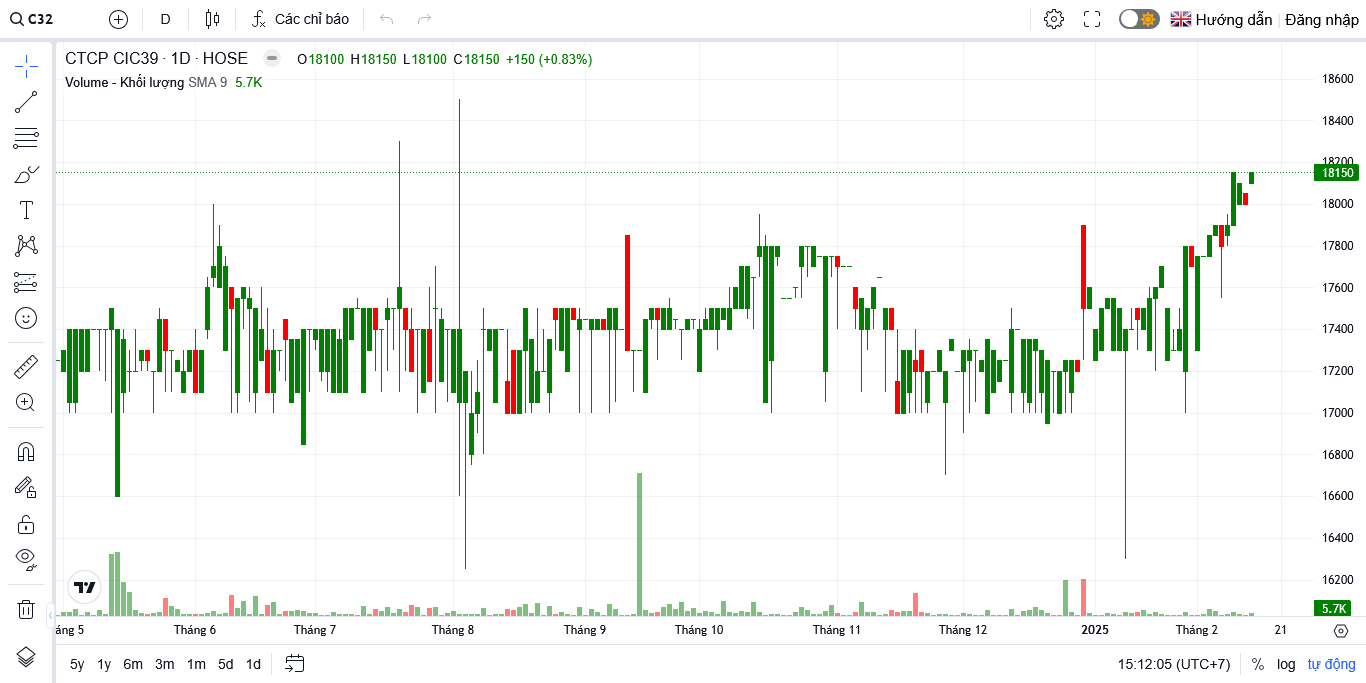 C32 D Các chỉ báo Hướng dẫn Đăng nhập
CTCP CIC39 · 1D · HOSE O18100 H18150 L18100 C18150 +150 (+0.83%)
Volume - Khối lượng SMA 9 5.7K
18600
18400
18200
18150
18000
17800
17600
17400
17200
17000
16800
16600
16400
16200
5.7K
áng 5 Tháng 6 Tháng 7 Tháng 8 Tháng 9 Tháng 10 Tháng 11 Tháng 12 2025 Tháng 2 21
5y 1y 6m 3m 1m 5d 1d 15:12:05 (UTC+7) % log tự động